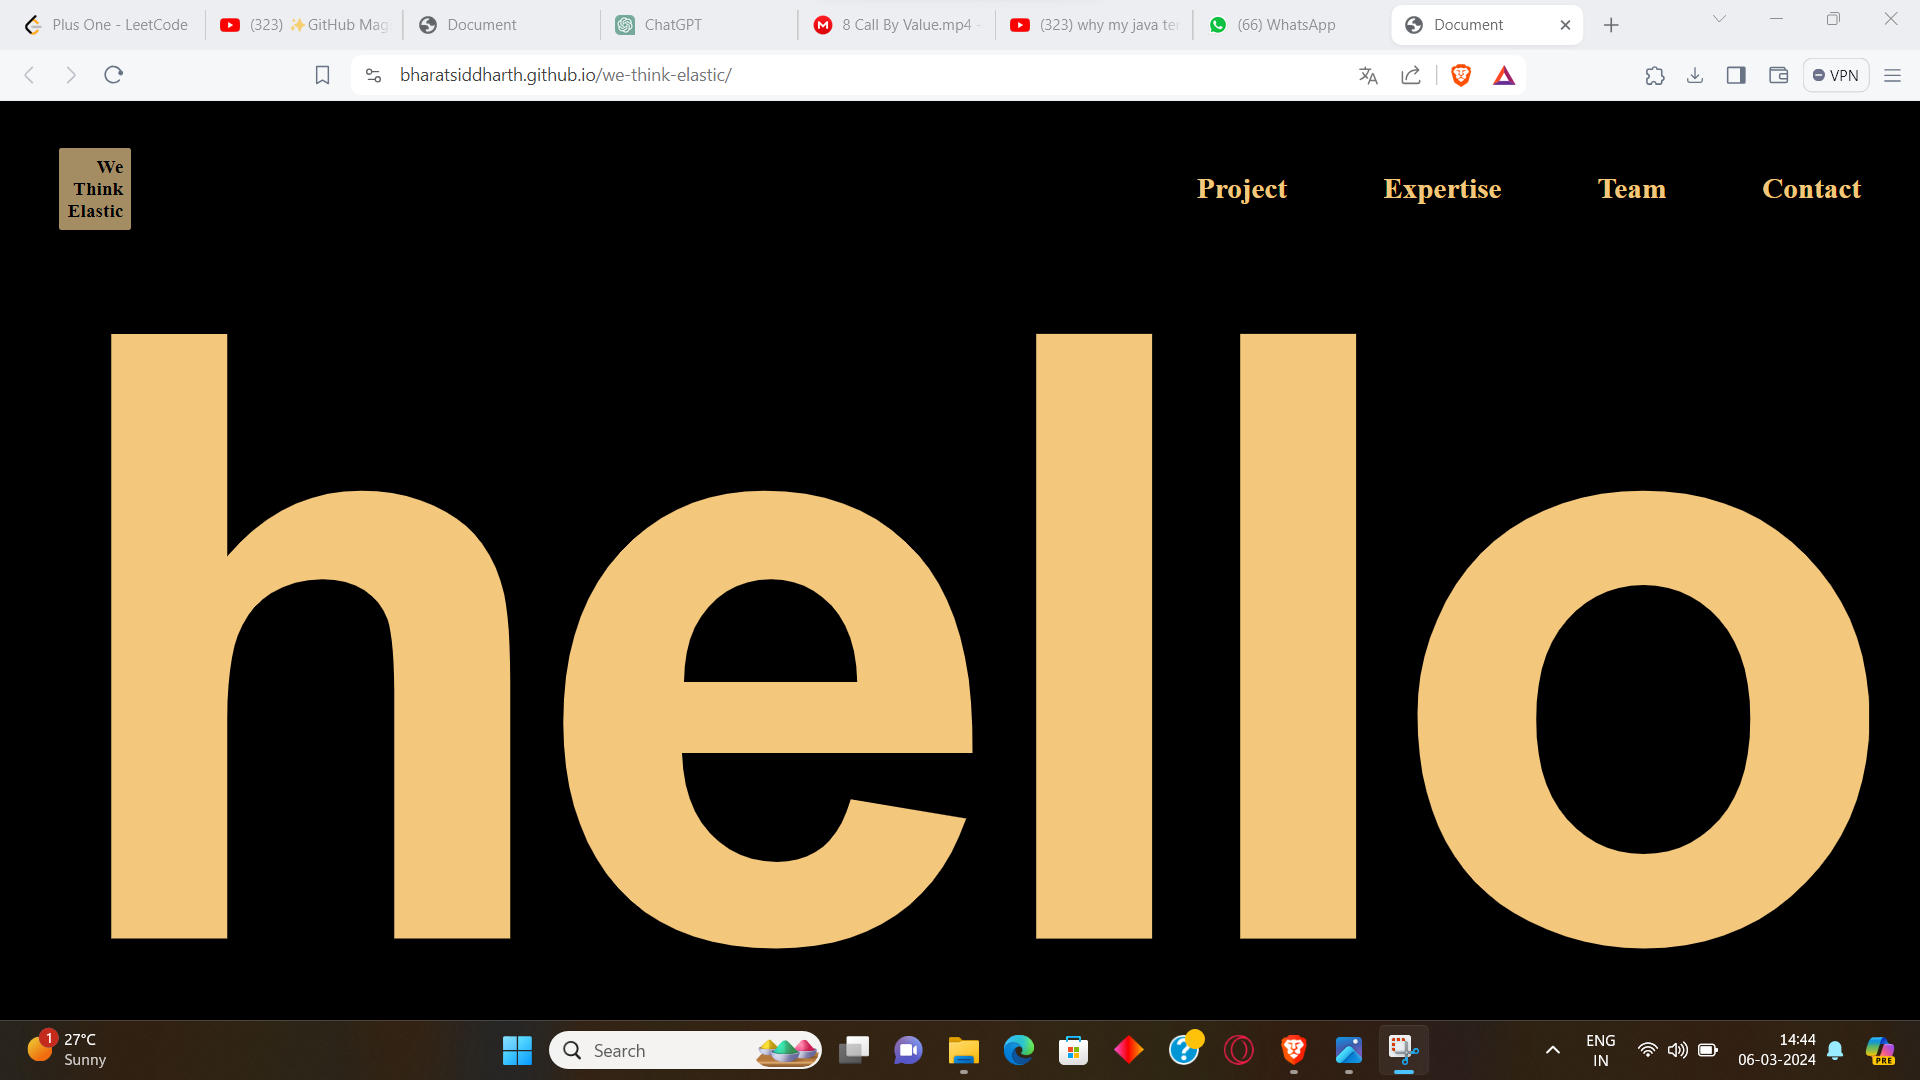 Plus One - LeetCode
(323) ✨GitHub Mag
Document
ChatGPT
8 Call By Value.mp4 -
(323) why my java ter
(66) WhatsApp
Document
bharatsiddharth.github.io/we-think-elastic/
VPN
We
Think
Elastic
Project
Expertise
Team
Contact
hello
1
27°C
Sunny
Search
ENG
IN
14:44
06-03-2024
PRE